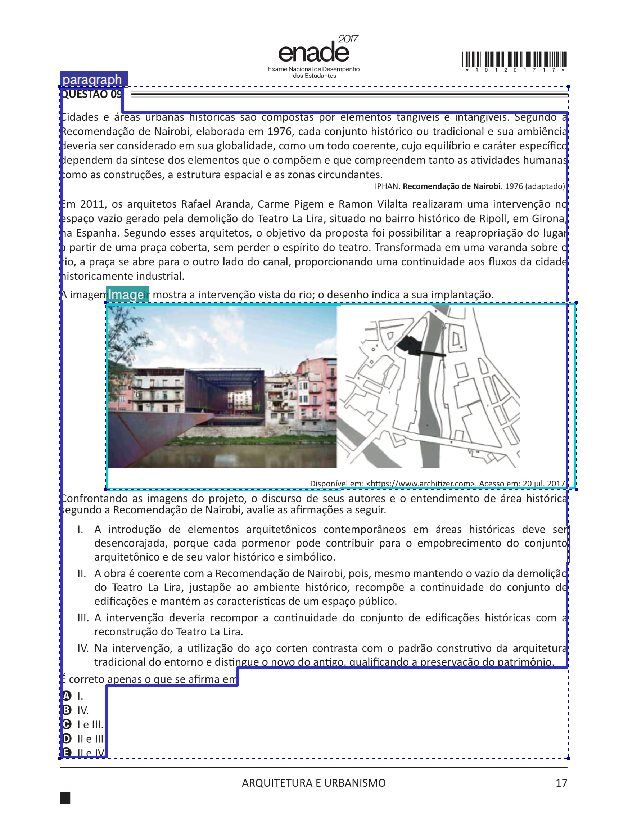 2017
enade
Exame Nacional de Desempenho
dos Estudantes
*R0120171 7*
paragraph
QUESTÃO 09
Cidades e áreas urbanas históricas são compostas por elementos tangíveis e intangíveis. Segundo a
Recomendação de Nairobi, elaborada em 1976, cada conjunto histórico ou tradicional e sua ambiência
deveria ser considerado em sua globalidade, como um todo coerente, cujo equilíbrio e caráter específico
dependem da síntese dos elementos que o compõem e que compreendem tanto as atividades humanas
como as construções, a estrutura espacial e as zonas circundantes.
IPHAN. Recomendação de Nairobi. 1976 (adaptado).
Em 2011, os arquitetos Rafael Aranda, Carme Pigem e Ramon Vilalta realizaram uma intervenção no
espaço vazio gerado pela demolição do Teatro La Lira, situado no bairro histórico de Ripoll, em Girona,
na Espanha. Segundo esses arquitetos, o objetivo da proposta foi possibilitar a reapropriação do lugar
a partir de uma praça coberta, sem perder o espírito do teatro. Transformada em uma varanda sobre o
rio, a praça se abre para o outro lado do canal, proporcionando uma continuidade aos fluxos da cidade
historicamente industrial.
A imagem Image mostra a intervenção vista do rio; o desenho indica a sua implantação.
Disponível em: <https://www.architizer.com>. Acesso em: 20 jul. 2017.
Confrontando as imagens do projeto, o discurso de seus autores e o entendimento de área histórica
segundo a Recomendação de Nairobi, avalie as afirmações a seguir.
I. A introdução de elementos arquitetônicos contemporâneos em áreas históricas deve ser
desencorajada, porque cada pormenor pode contribuir para o empobrecimento do conjunto
arquitetônico e de seu valor histórico e simbólico.
II. A obra é coerente com a Recomendação de Nairobi, pois, mesmo mantendo o vazio da demolição
do Teatro La Lira, justapõe ao ambiente histórico, recompõe a continuidade do conjunto de
edificações e mantém as características de um espaço público.
III. A intervenção deveria recompor a continuidade do conjunto de edificações históricas com a
reconstrução do Teatro La Lira.
IV. Na intervenção, a utilização do aço corten contrasta com o padrão construtivo da arquitetura
tradicional do entorno e distingue o novo do antigo, qualificando a preservação do patrimônio.
É correto apenas o que se afirma em
A I.
B IV.
C I e III.
D II e III
E II e IV.
ARQUITETURA E URBANISMO 17